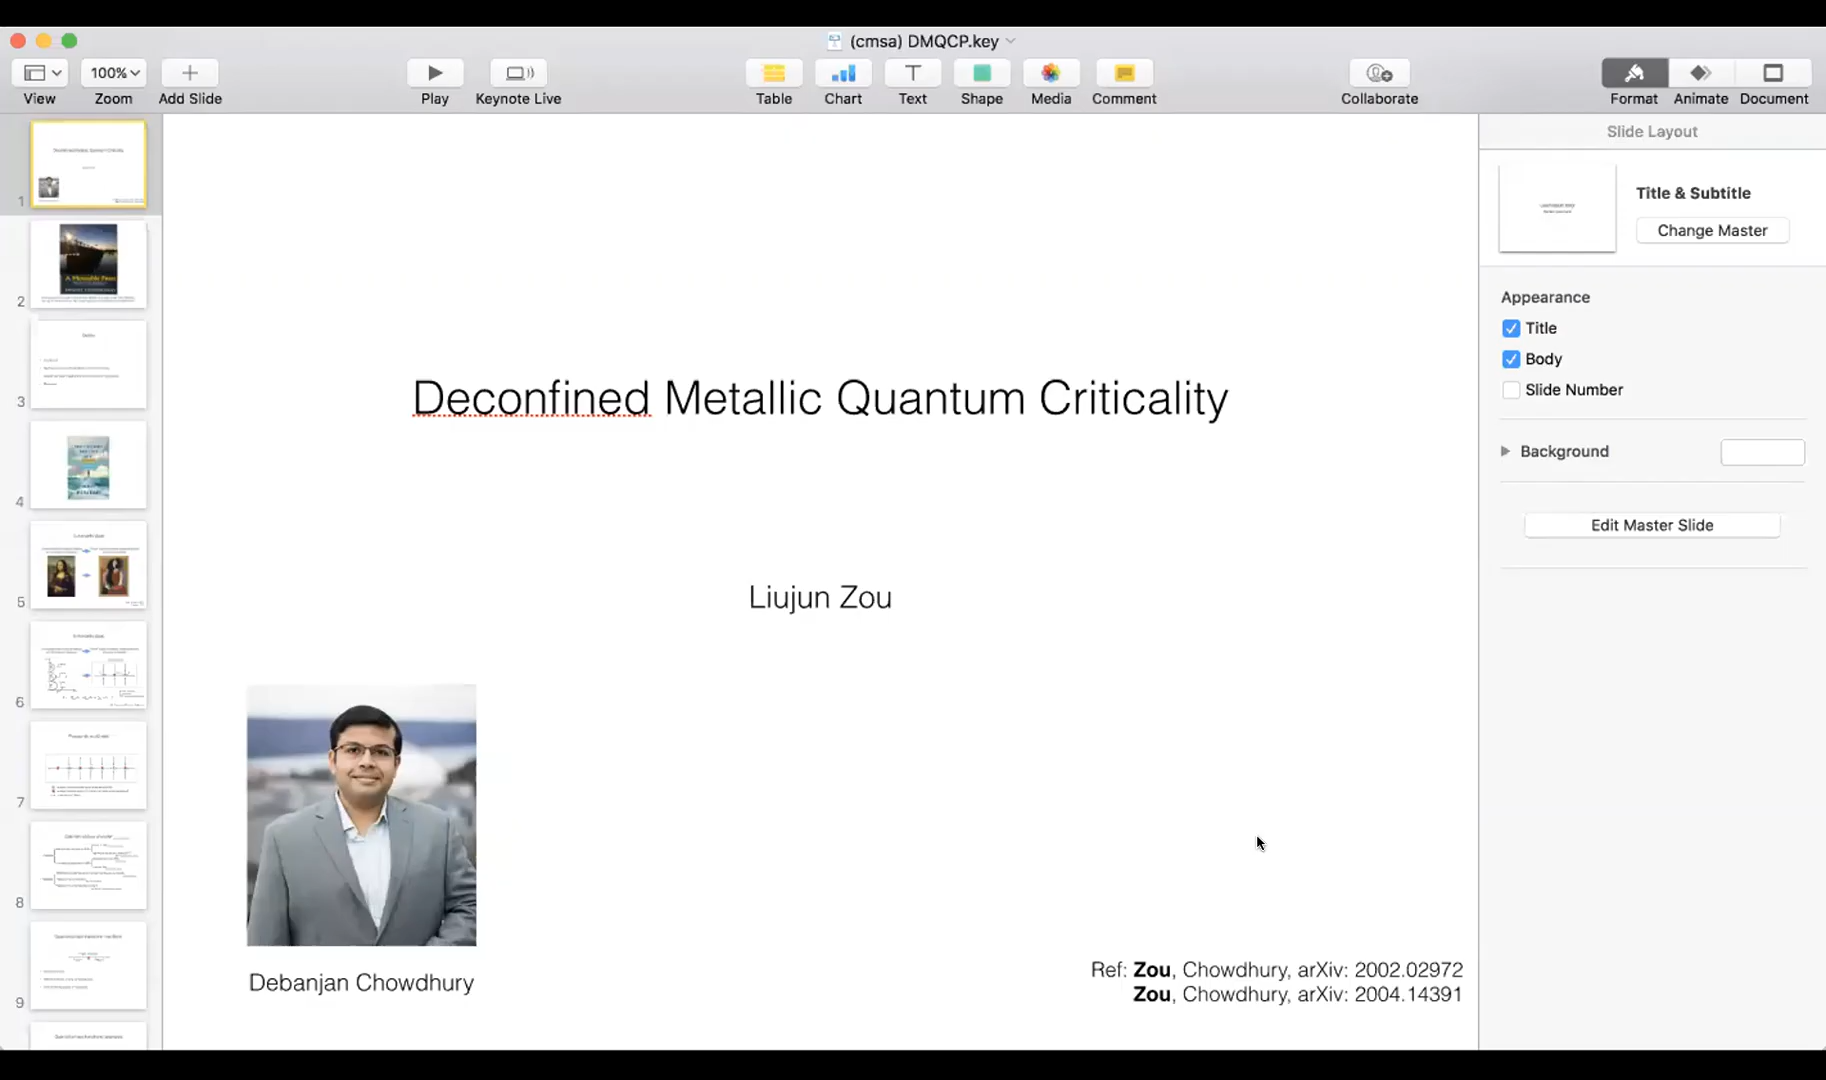 (cmsa) DMQCP.key
100%
View
Zoom
Add Slide
Play
Keynote Live
Table
Chart
Text
Shape
Media
Comment
Collaborate
Format
Animate
Document
1
2
3
4
5
6
7
8
9
Deconfined Metallic Quantum Criticality
Liujun Zou
Debanjan Chowdhury
Ref: Zou, Chowdhury, arXiv: 2002.02972
Zou, Chowdhury, arXiv: 2004.14391
Slide Layout
Title & Subtitle
Change Master
Appearance
Title
Body
Slide Number
Background
Edit Master Slide